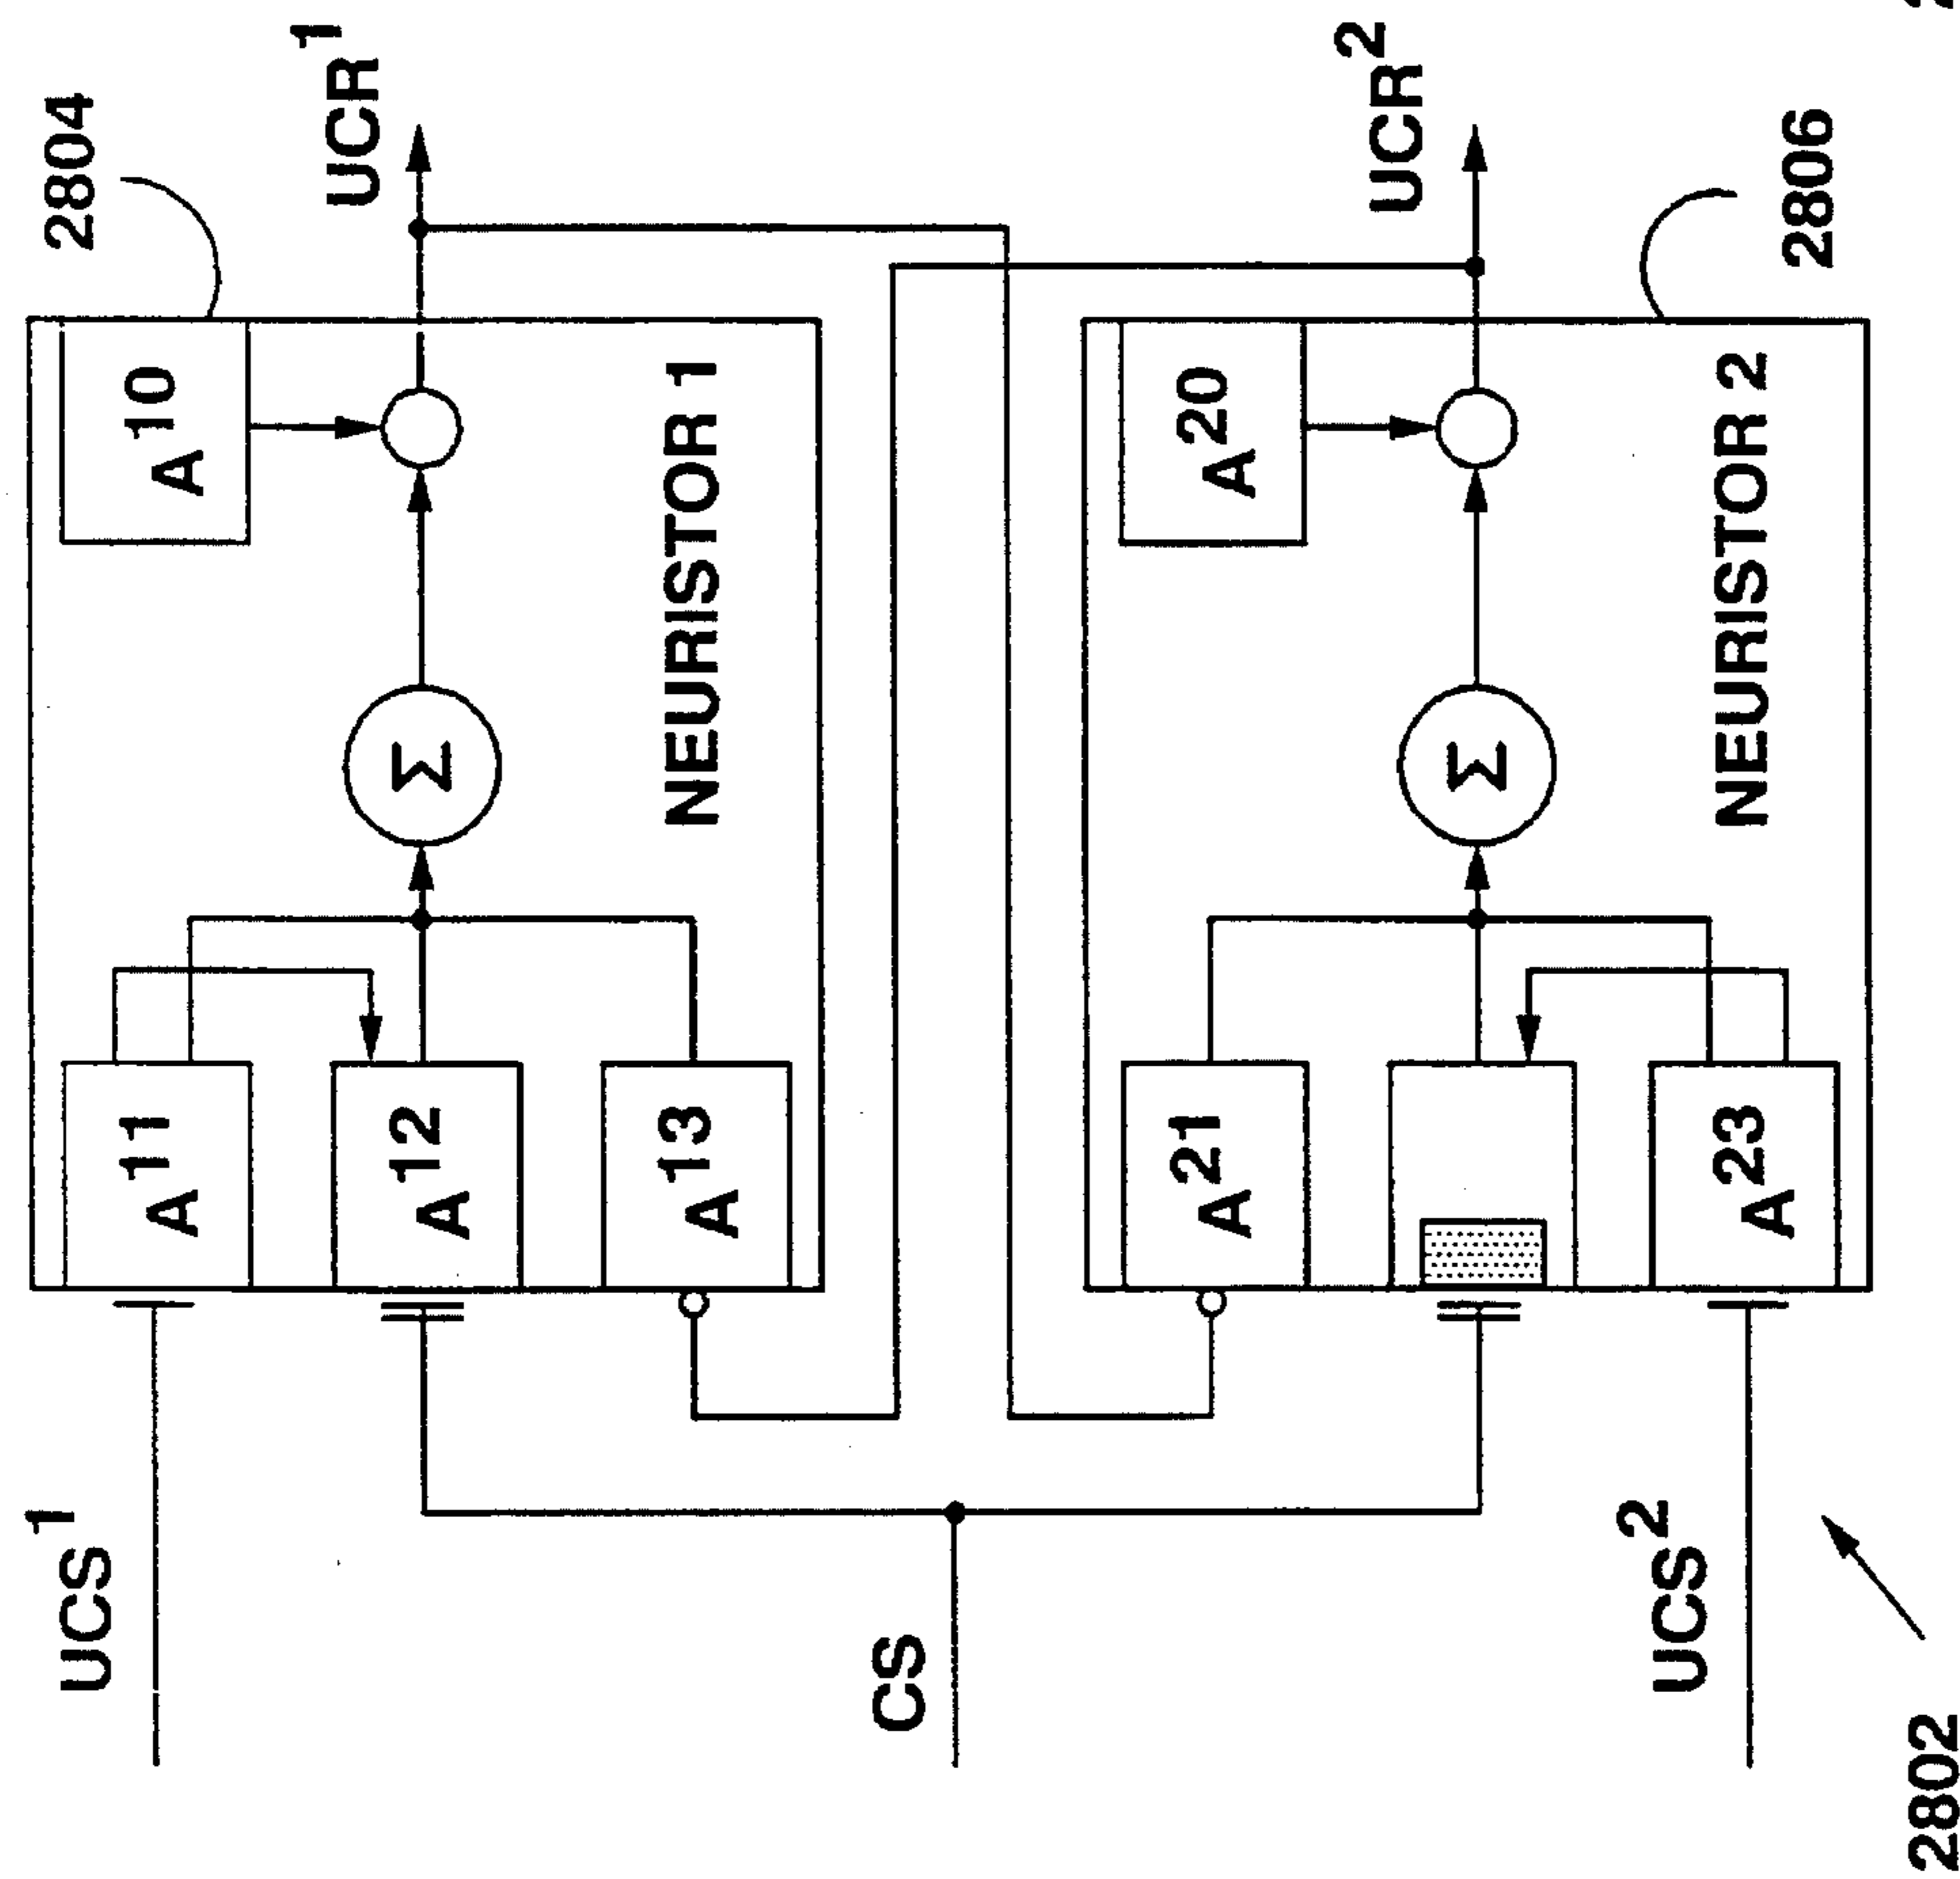 2804
UCS¹
A¹¹
A¹⁰
UCR¹
A¹²
Σ
A¹³
NEURISTOR 1
CS
A²¹
A²⁰
UCR²
Σ
UCS²
A²³
NEURISTOR 2
2806
2802